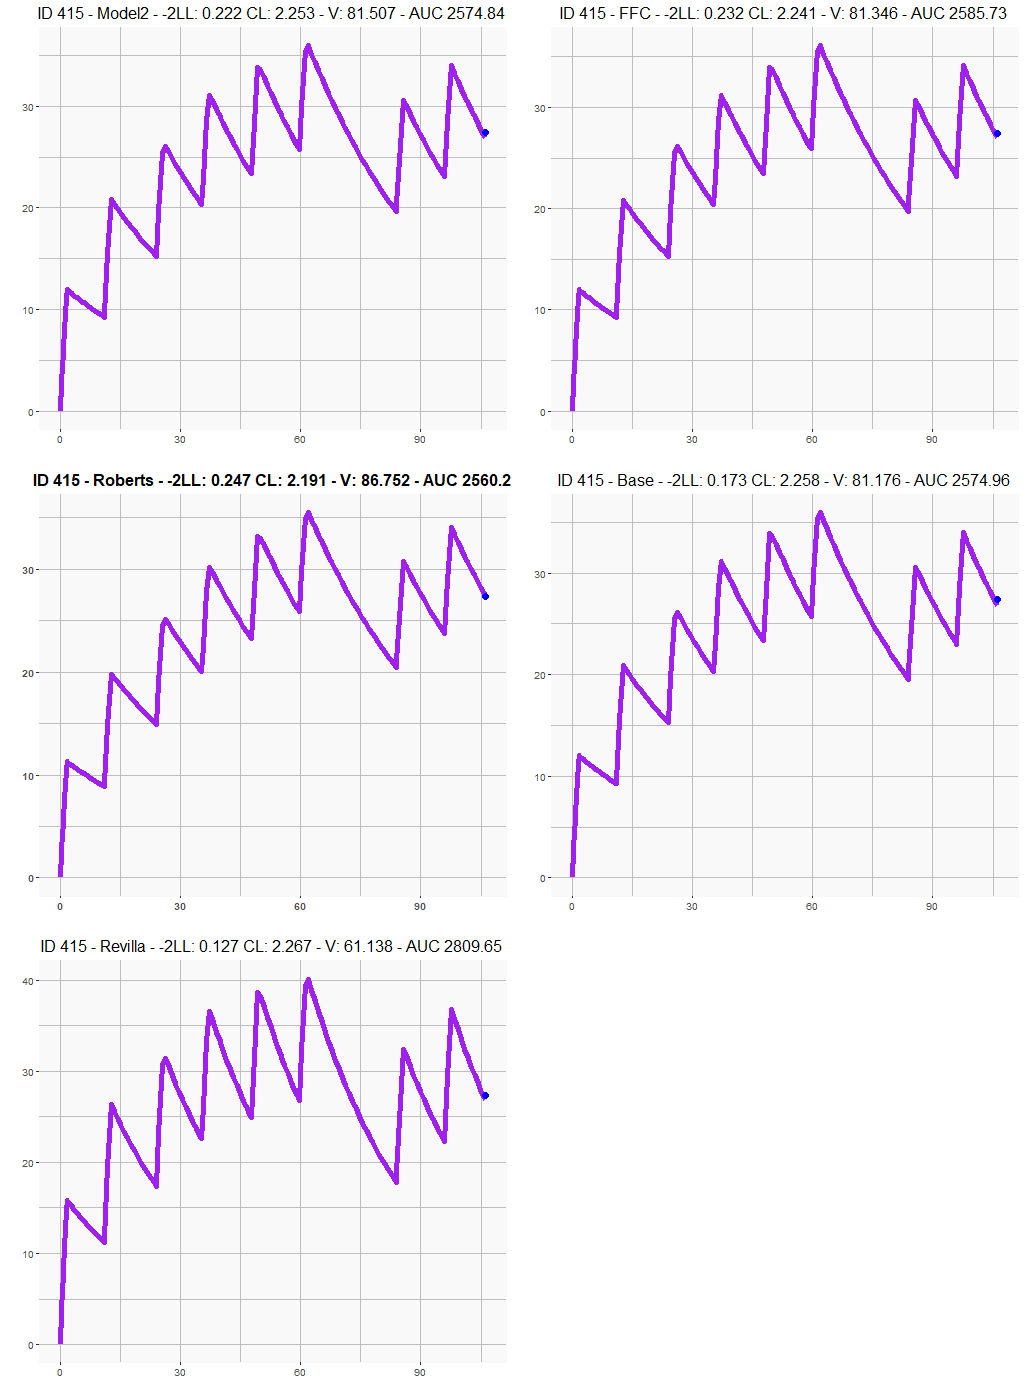 ID 415 - Model2 - -2LL: 0.222 CL: 2.253 - V: 81.507 - AUC 2574.84
30
20
10
0
0 30 60 90
ID 415 - FFC - -2LL: 0.232 CL: 2.241 - V: 81.346 - AUC 2585.73
30
20
10
0
0 30 60 90
ID 415 - Roberts - -2LL: 0.247 CL: 2.191 - V: 86.752 - AUC 2560.2
30
20
10
0
0 30 60 90
ID 415 - Base - -2LL: 0.173 CL: 2.258 - V: 81.176 - AUC 2574.96
30
20
10
0
0 30 60 90
ID 415 - Revilla - -2LL: 0.127 CL: 2.267 - V: 61.138 - AUC 2809.65
40
30
20
10
0
0 30 60 90